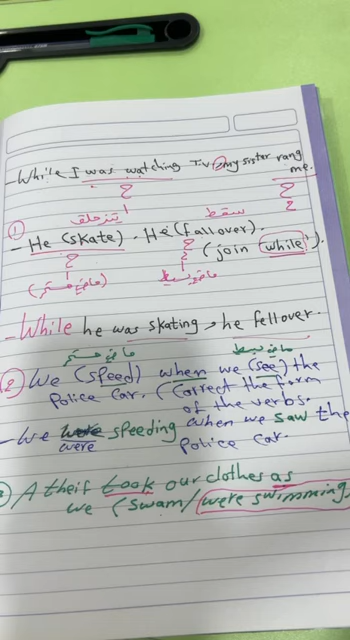 - While I was watching T.V, my sister rang
me.
ح ح
يتزحلق سقط
① - He (skate). He (fall over).
(join "while").
(ماضي مستمر) ماضي بسيط
- While he was skating, he fell over.
ماضي مستمر ماضي بسيط
② We (speed) when we (see) the
Police car. (Correct the form
of the verbs.
- We were speeding when we saw the
were Police car.
A theif took our clothes as
we (swam/were swimming